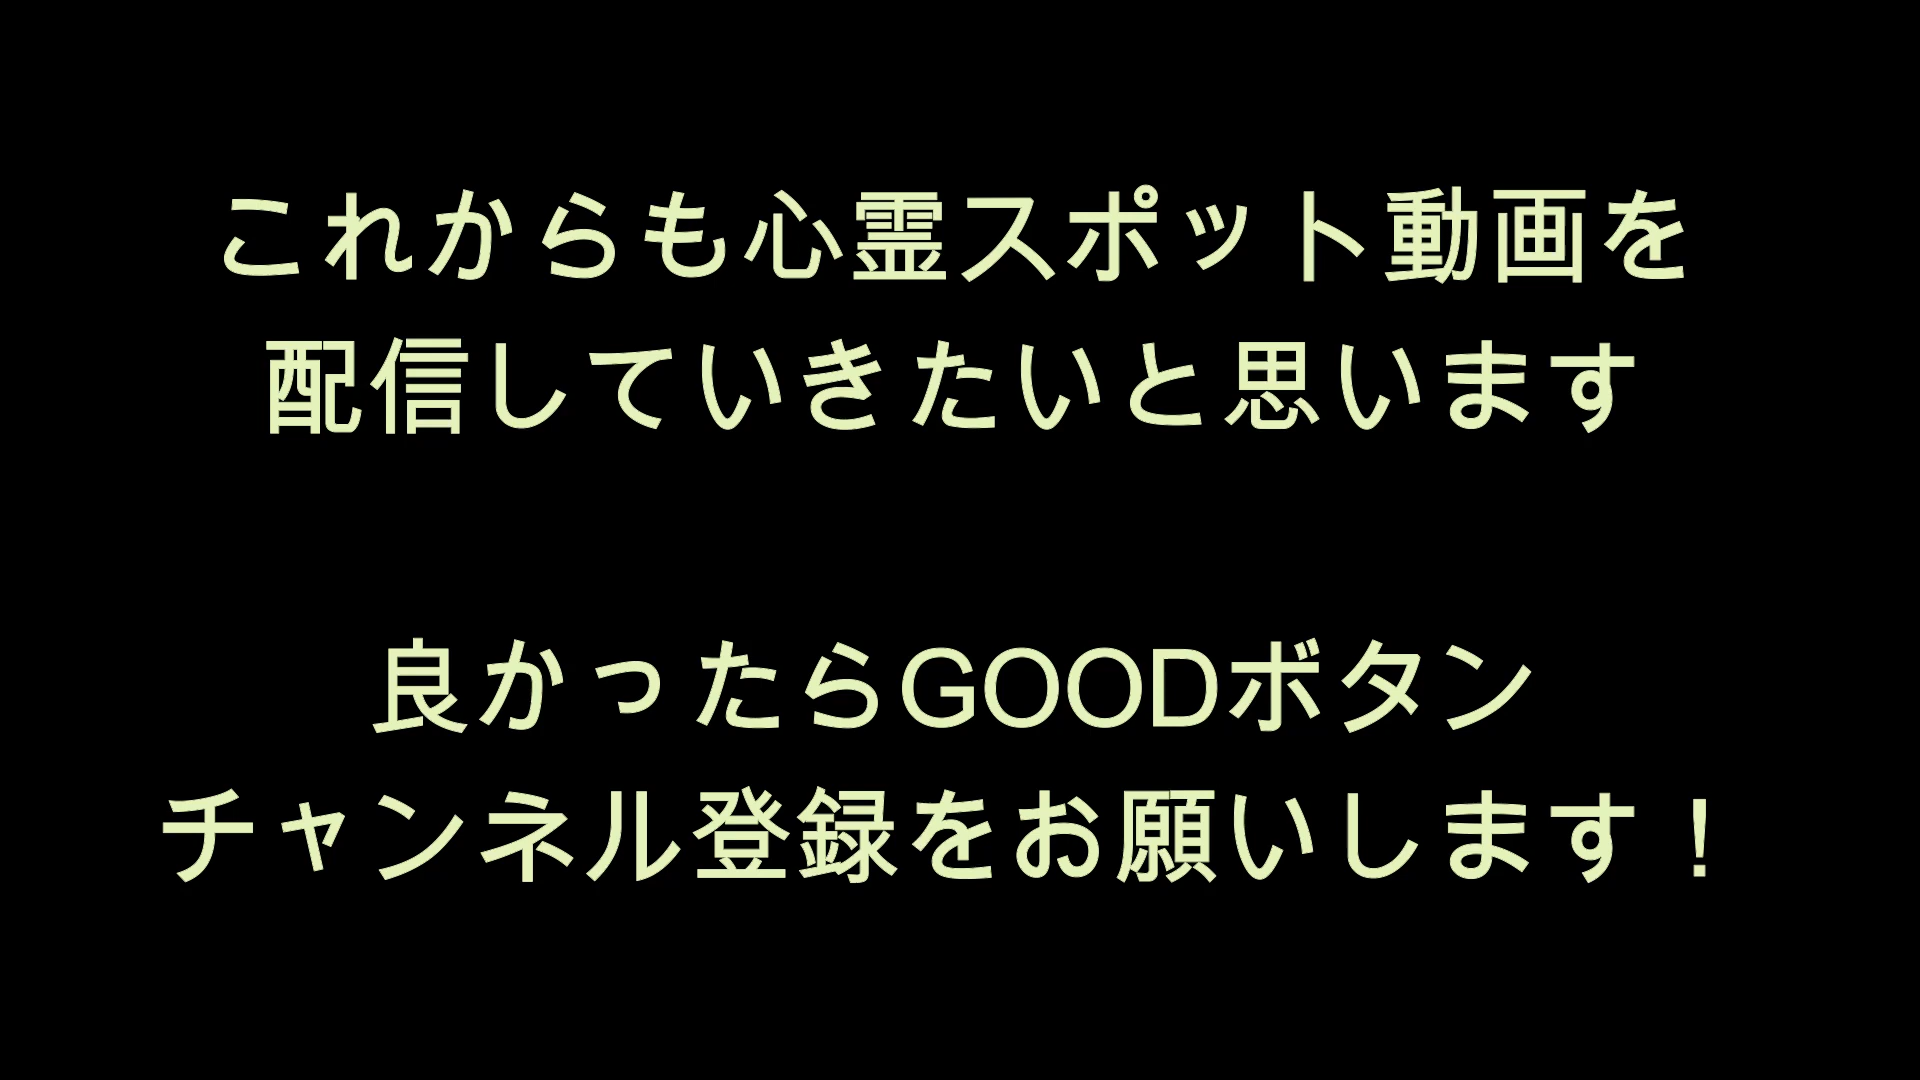 これからも心霊スポット動画を
配信していきたいと思います
良かったらGOODボタン
チャンネル登録をお願いします！